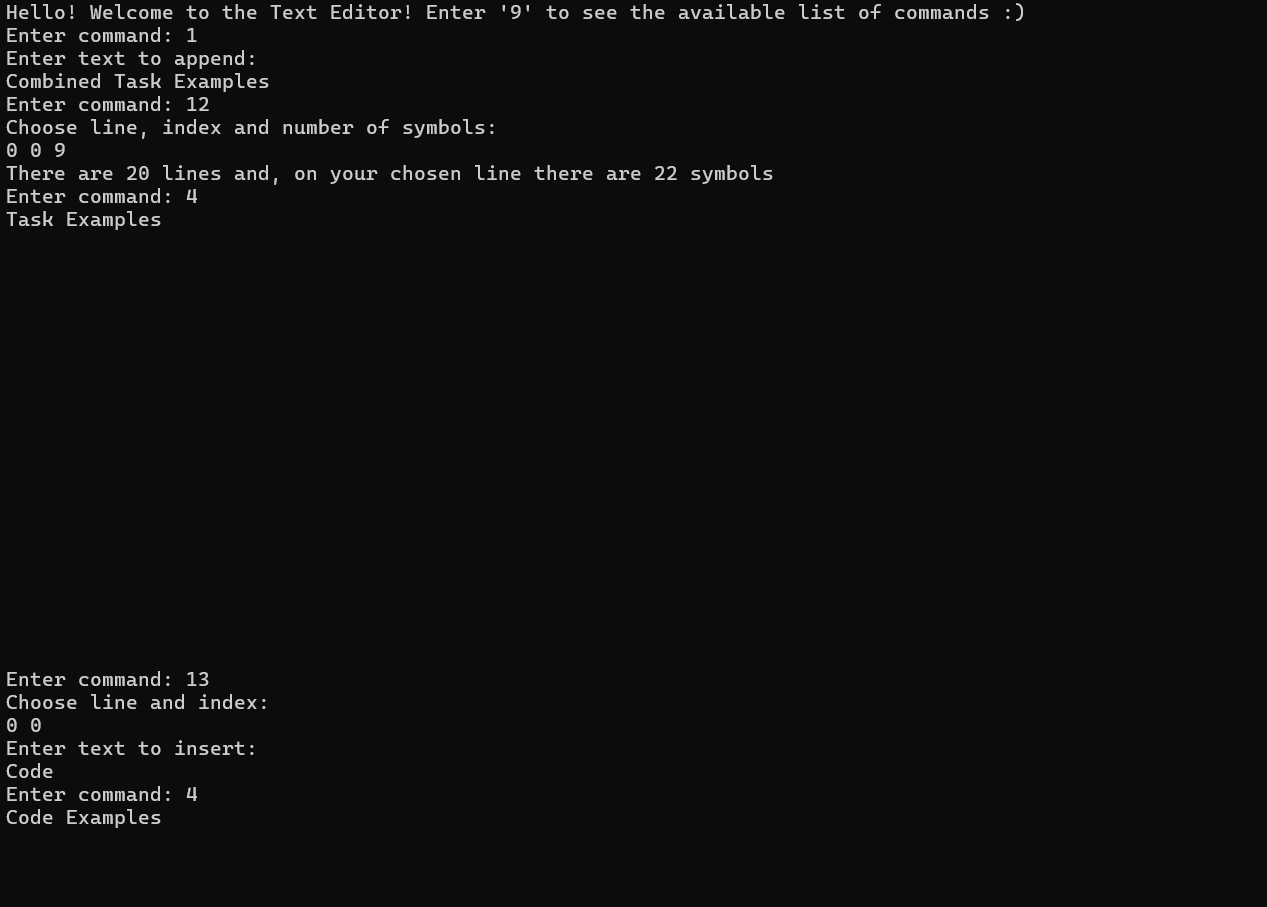 Hello! Welcome to the Text Editor! Enter '9' to see the available list of commands :)
Enter command: 1
Enter text to append:
Combined Task Examples
Enter command: 12
Choose line, index and number of symbols:
0 0 9
There are 20 lines and, on your chosen line there are 22 symbols
Enter command: 4
Task Examples
Enter command: 13
Choose line and index:
0 0
Enter text to insert:
Code
Enter command: 4
Code Examples